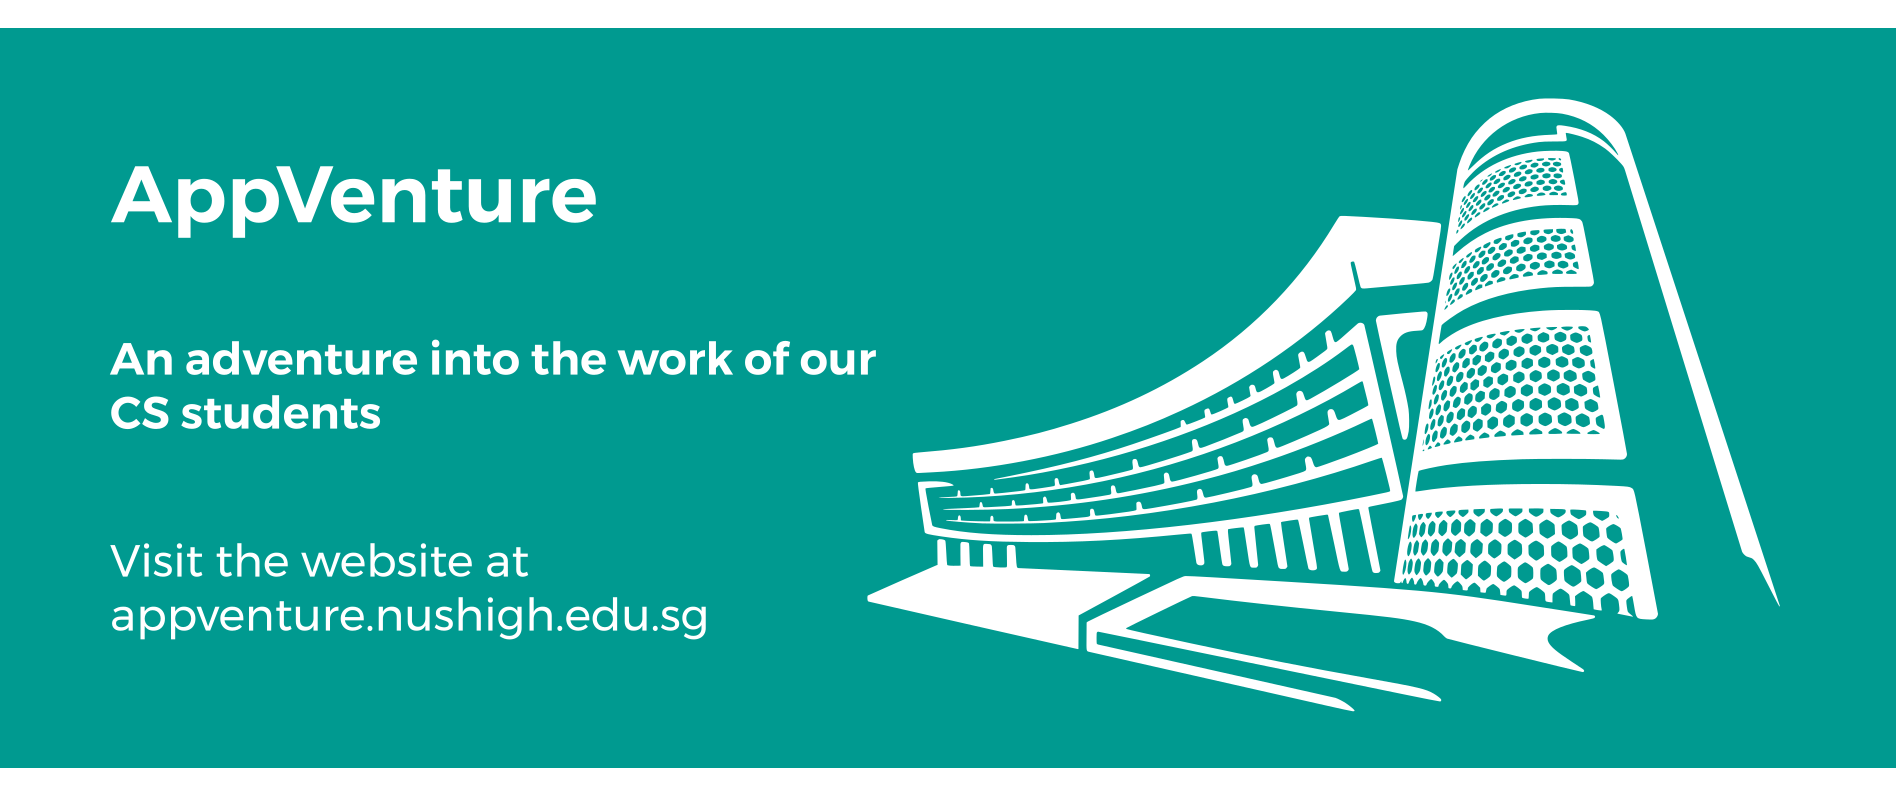 AppVenture
An adventure into the work of our
CS students
Visit the website at
appventure.nushigh.edu.sg